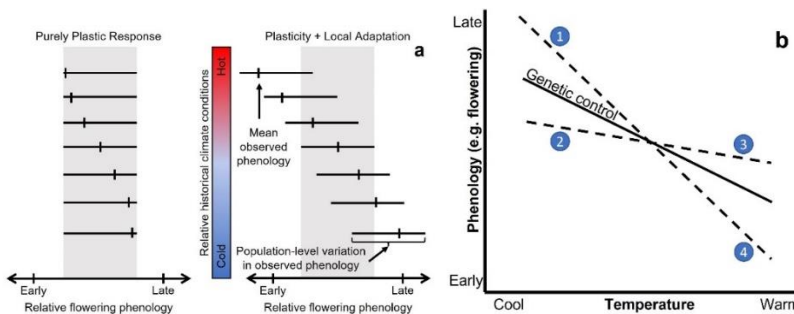 Purely Plastic Response
Early
Late
Relative flowering phenology
Relative historical climate conditions
Hot
Cold
Plasticity + Local Adaptation
a
Mean
observed
phenology
Population-level variation
in observed phenology
Early
Late
Relative flowering phenology
b
Phenology (e.g. flowering)
Late
Early
1
Genetic control
2
3
4
Cool
Temperature
Warm